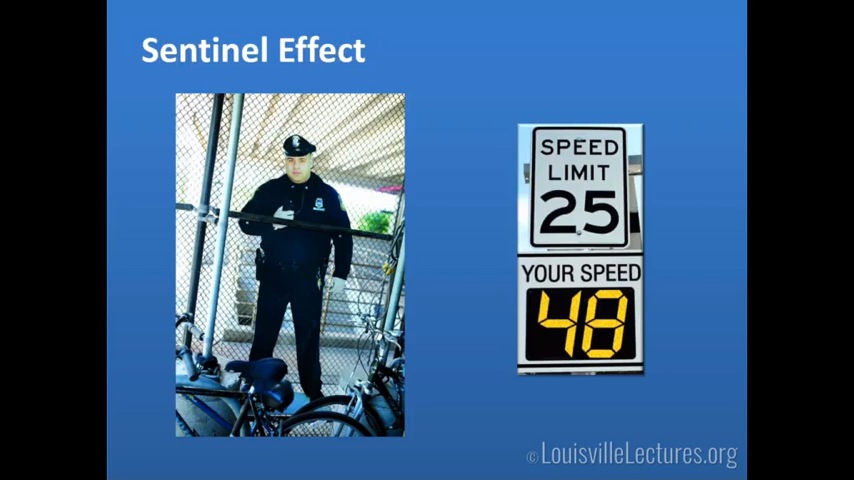 Sentinel Effect
SPEED
LIMIT
25
YOUR SPEED
48
© LouisvilleLectures.org